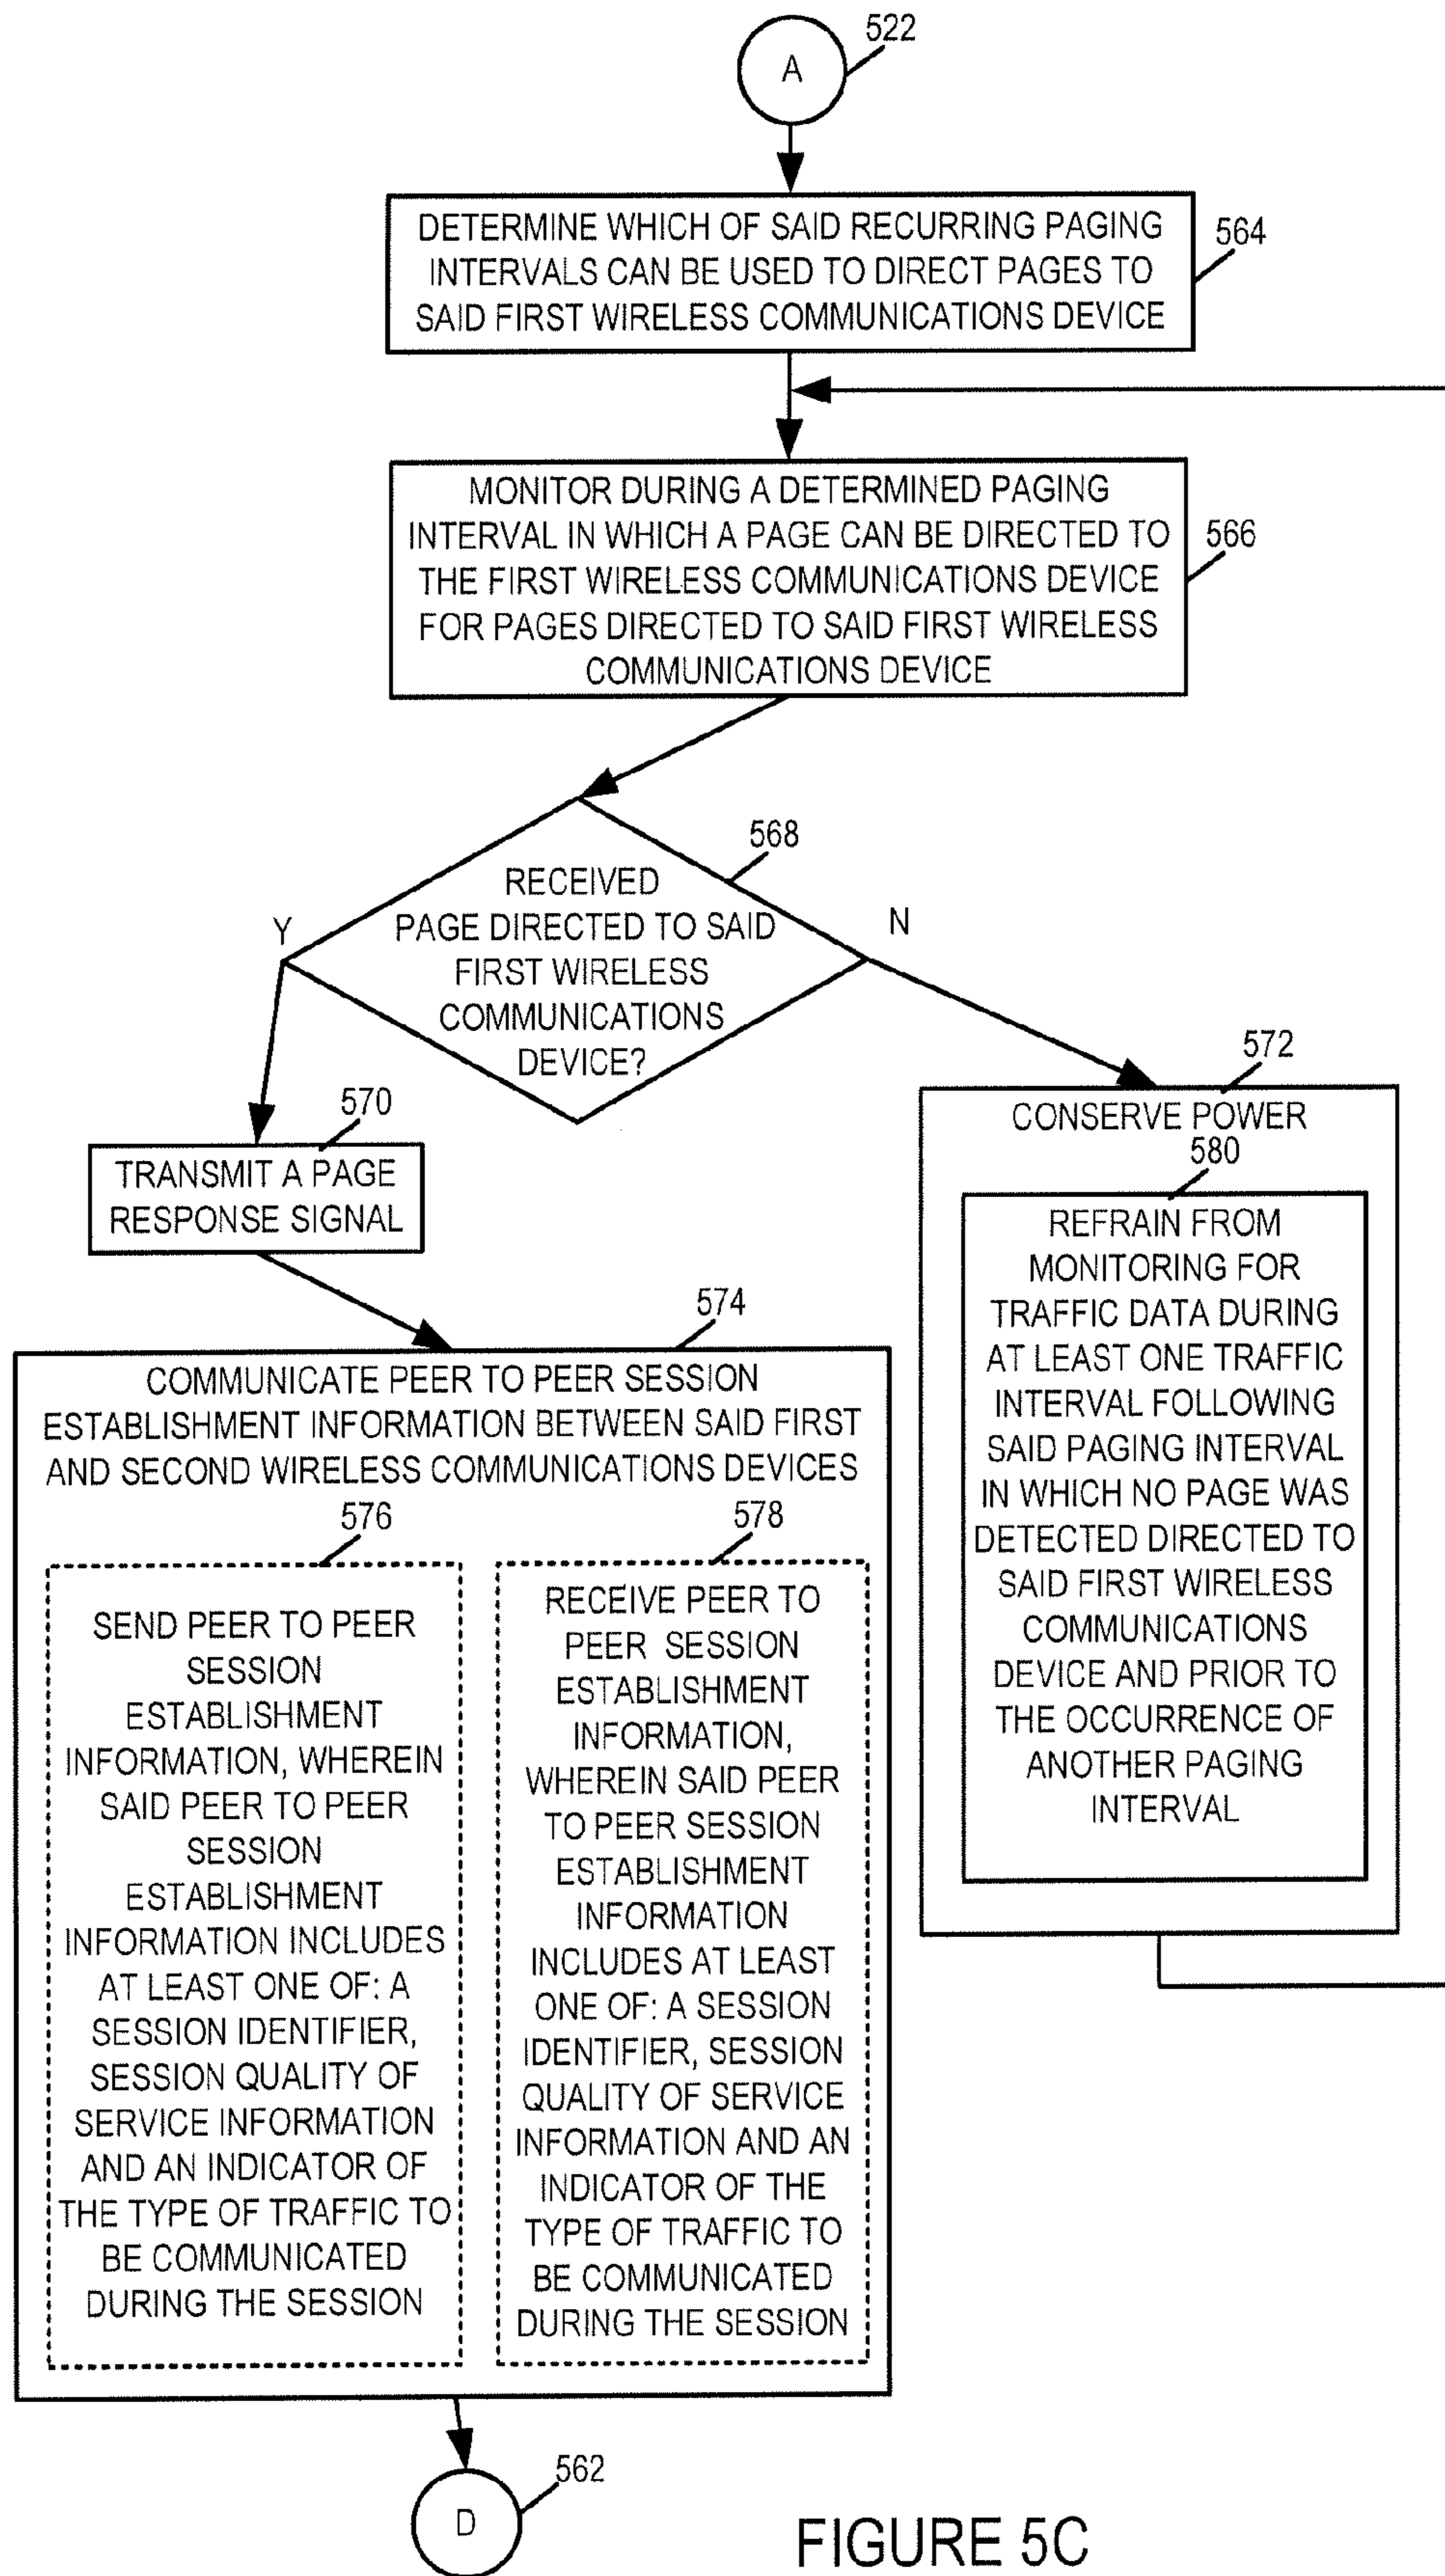 A
522
DETERMINE WHICH OF SAID RECURRING PAGING
INTERVALS CAN BE USED TO DIRECT PAGES TO
SAID FIRST WIRELESS COMMUNICATIONS DEVICE
564
MONITOR DURING A DETERMINED PAGING
INTERVAL IN WHICH A PAGE CAN BE DIRECTED TO
THE FIRST WIRELESS COMMUNICATIONS DEVICE
FOR PAGES DIRECTED TO SAID FIRST WIRELESS
COMMUNICATIONS DEVICE
566
568
RECEIVED
PAGE DIRECTED TO SAID
FIRST WIRELESS
COMMUNICATIONS
DEVICE?
Y
N
570
TRANSMIT A PAGE
RESPONSE SIGNAL
572
CONSERVE POWER
580
REFRAIN FROM
MONITORING FOR
TRAFFIC DATA DURING
AT LEAST ONE TRAFFIC
INTERVAL FOLLOWING
SAID PAGING INTERVAL
IN WHICH NO PAGE WAS
DETECTED DIRECTED TO
SAID FIRST WIRELESS
COMMUNICATIONS
DEVICE AND PRIOR TO
THE OCCURRENCE OF
ANOTHER PAGING
INTERVAL
574
COMMUNICATE PEER TO PEER SESSION
ESTABLISHMENT INFORMATION BETWEEN SAID FIRST
AND SECOND WIRELESS COMMUNICATIONS DEVICES
576
SEND PEER TO PEER
SESSION
ESTABLISHMENT
INFORMATION, WHEREIN
SAID PEER TO PEER
SESSION
ESTABLISHMENT
INFORMATION INCLUDES
AT LEAST ONE OF: A
SESSION IDENTIFIER,
SESSION QUALITY OF
SERVICE INFORMATION
AND AN INDICATOR OF
THE TYPE OF TRAFFIC TO
BE COMMUNICATED
DURING THE SESSION
578
RECEIVE PEER TO
PEER SESSION
ESTABLISHMENT
INFORMATION,
WHEREIN SAID PEER
TO PEER SESSION
ESTABLISHMENT
INFORMATION
INCLUDES AT LEAST
ONE OF: A SESSION
IDENTIFIER, SESSION
QUALITY OF SERVICE
INFORMATION AND AN
INDICATOR OF THE
TYPE OF TRAFFIC TO
BE COMMUNICATED
DURING THE SESSION
D
562
FIGURE 5C